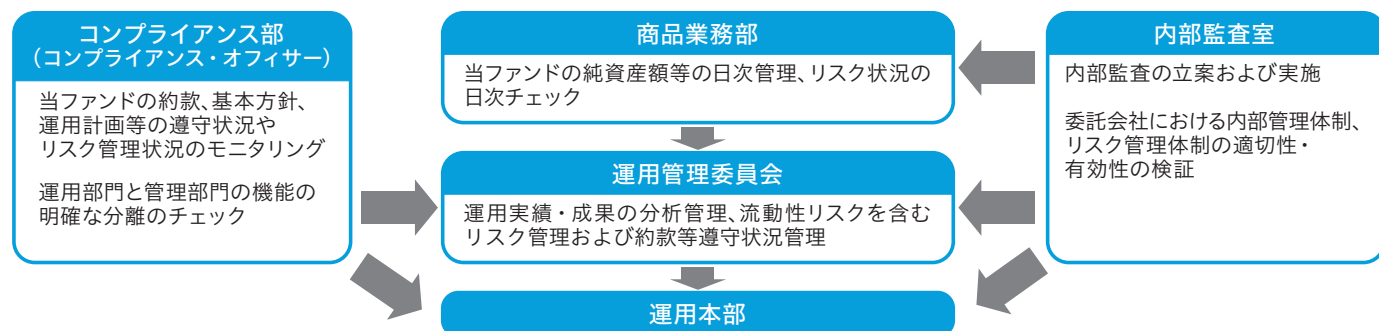 コンプライアンス部
（コンプライアンス・オフィサー）
当ファンドの約款、基本方針、
運用計画等の遵守状況や
リスク管理状況のモニタリング
運用部門と管理部門の機能の
明確な分離のチェック
商品業務部
当ファンドの純資産額等の日次管理、リスク状況の
日次チェック
運用管理委員会
運用実績・成果の分析管理、流動性リスクを含む
リスク管理および約款等遵守状況管理
運用本部
内部監査室
内部監査の立案および実施
委託会社における内部管理体制、
リスク管理体制の適切性・
有効性の検証